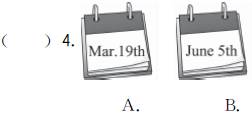 (　　) 4. Mar.19th June 5th
A. B.